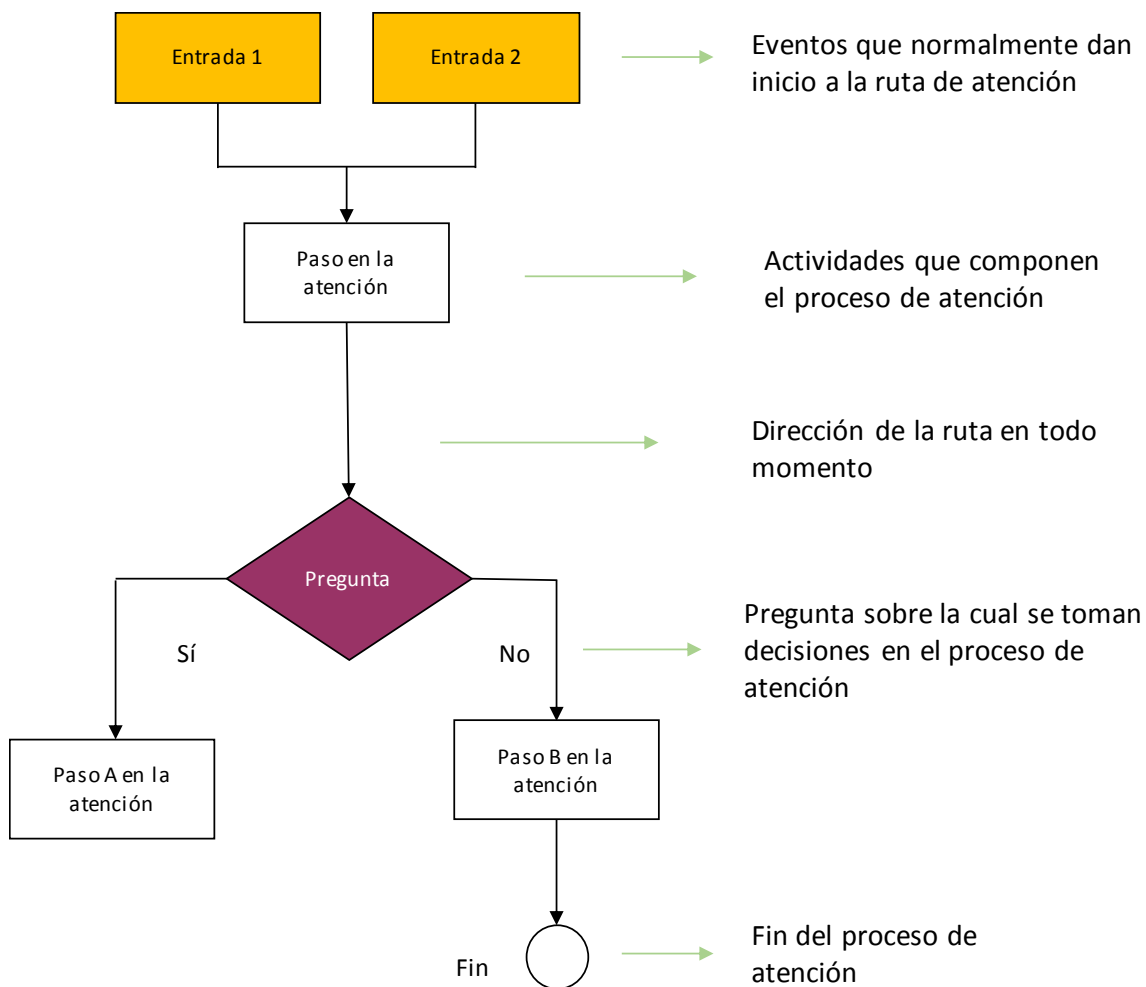 Entrada 1
Entrada 2
Eventos que normalmente dan
inicio a la ruta de atención
Paso en la
atención
Actividades que componen
el proceso de atención
Dirección de la ruta en todo
momento
Pregunta
Sí
No
Pregunta sobre la cual se toman
decisiones en el proceso de
atención
Paso A en la
atención
Paso B en la
atención
Fin
Fin del proceso de
atención